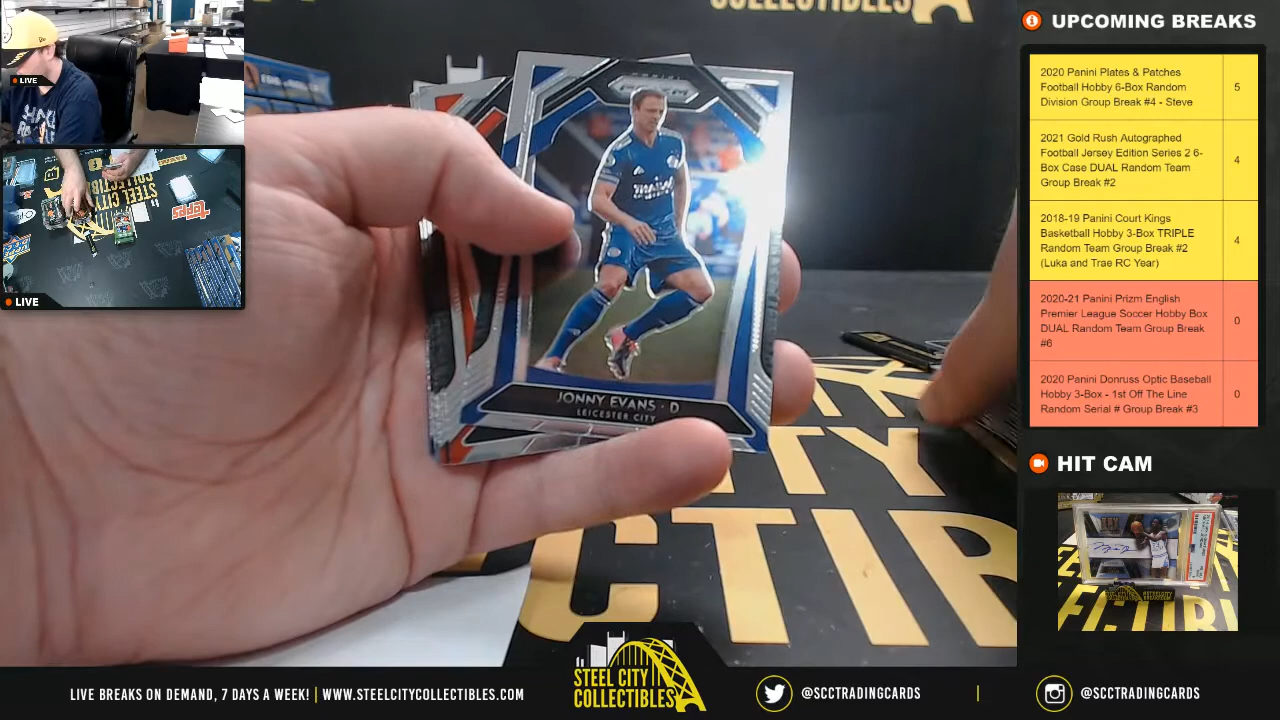 COLLECTIBLES
LIVE
LIVE
STEEL CITY
topps
PRIZM
JONNY EVANS - D
LEICESTER CITY
CITY
CTIB
UPCOMING BREAKS
2020 Panini Plates & Patches
Football Hobby 6-Box Random
Division Group Break #4 - Steve
5
2021 Gold Rush Autographed
Football Jersey Edition Series 2 6-
Box Case DUAL Random Team
Group Break #2
4
2018-19 Panini Court Kings
Basketball Hobby 3-Box TRIPLE
Random Team Group Break #2
(Luka and Trae RC Year)
4
2020-21 Panini Prizm English
Premier League Soccer Hobby Box
DUAL Random Team Group Break
#6
0
2020 Panini Donruss Optic Baseball
Hobby 3-Box - 1st Off The Line
Random Serial # Group Break #3
0
HIT CAM
LIVE BREAKS ON DEMAND, 7 DAYS A WEEK! | WWW.STEELCITYCOLLECTIBLES.COM
STEEL CITY
COLLECTIBLES
@SCCTRADINGCARDS
|
@SCCTRADINGCARDS